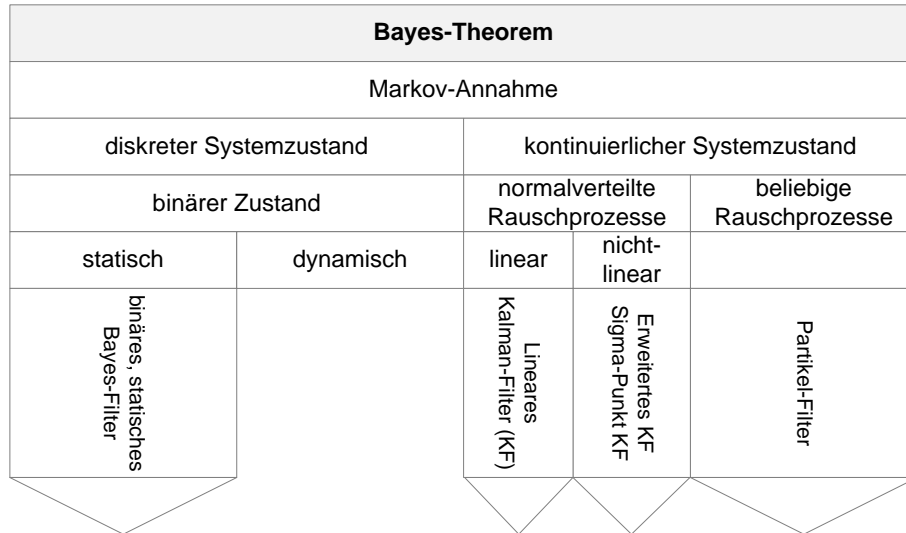 Bayes-Theorem
Markov-Annahme
diskreter Systemzustand
kontinuierlicher Systemzustand
binärer Zustand
normalverteilte
Rauschprozesse
beliebige
Rauschprozesse
statisch
dynamisch
linear
nicht-
linear
binäres, statisches
Bayes-Filter
Lineares
Kalman-Filter (KF)
Erweitertes KF
Sigma-Punkt KF
Partikel-Filter